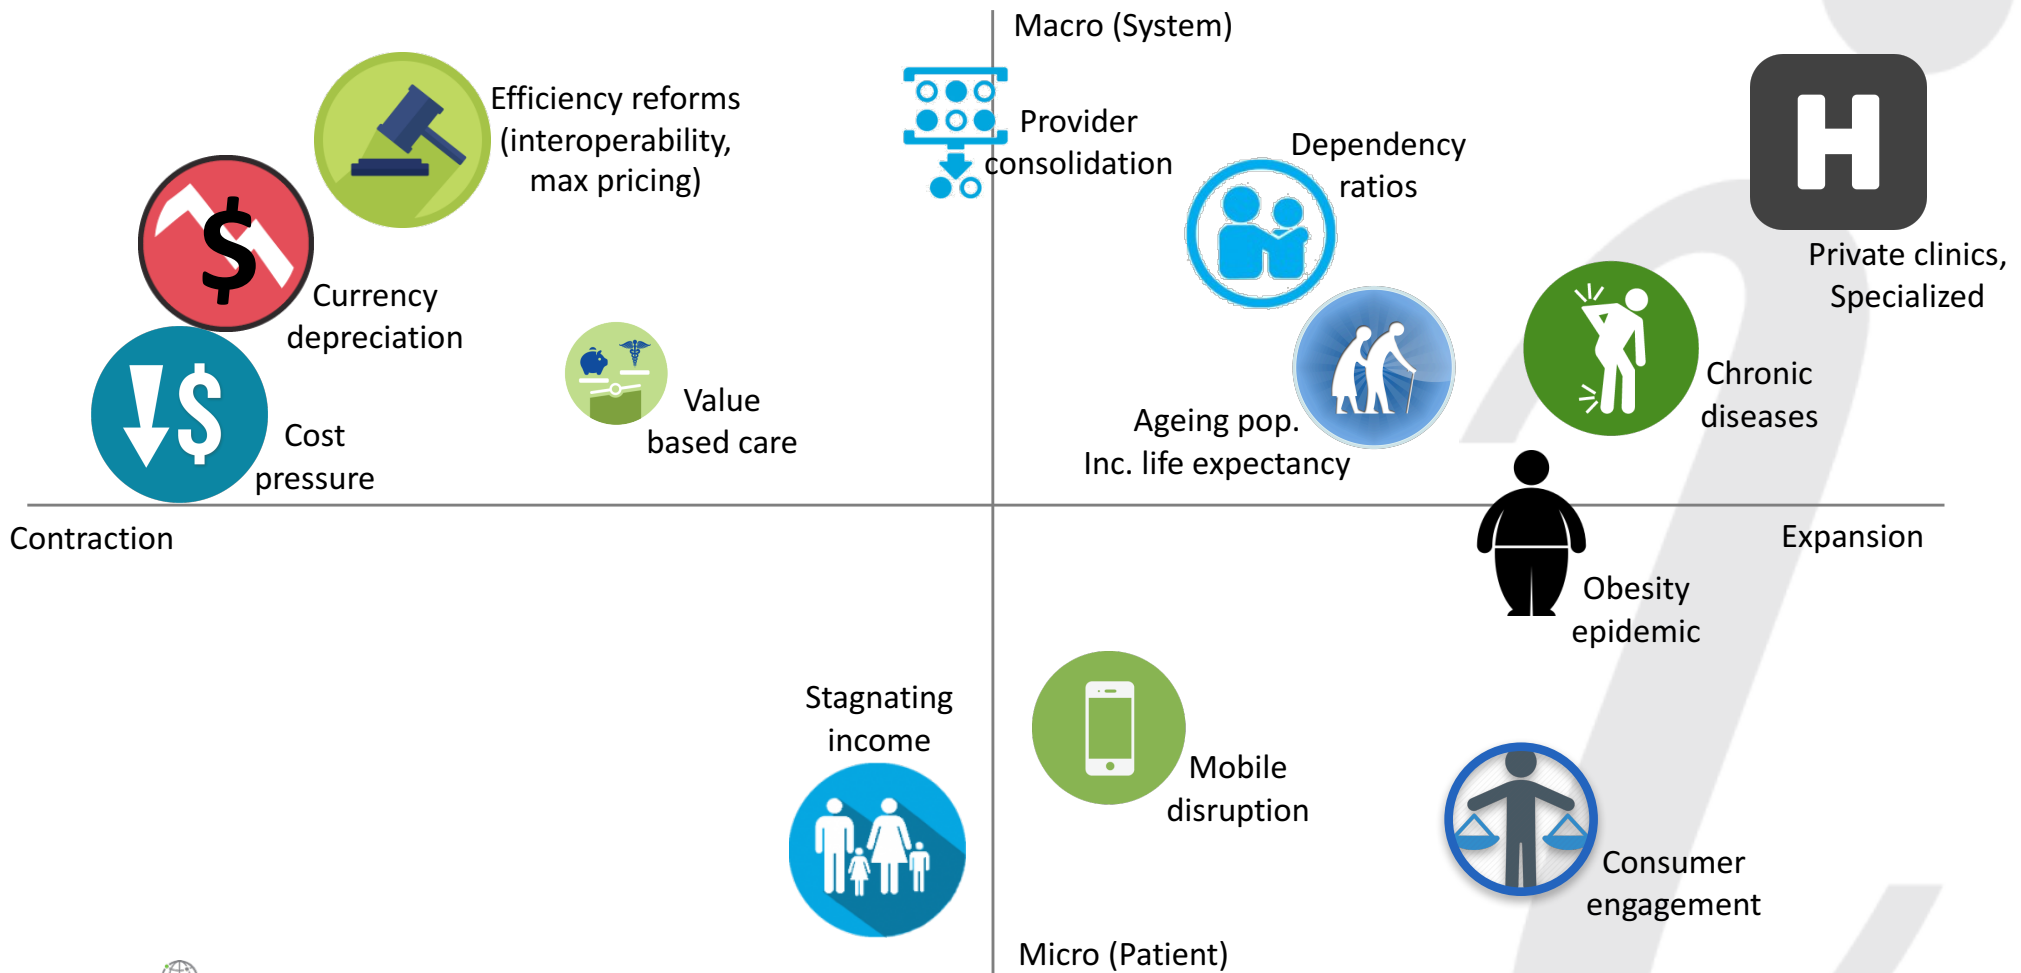 Macro (System)
Efficiency reforms
(interoperability,
max pricing)
Provider
consolidation
Dependency
ratios
H
Private clinics,
Specialized
$
Currency
depreciation
$
Cost
pressure
Value
based care
Ageing pop.
Inc. life expectancy
Chronic
diseases
Contraction
Expansion
Obesity
epidemic
Stagnating
income
Mobile
disruption
Consumer
engagement
Micro (Patient)